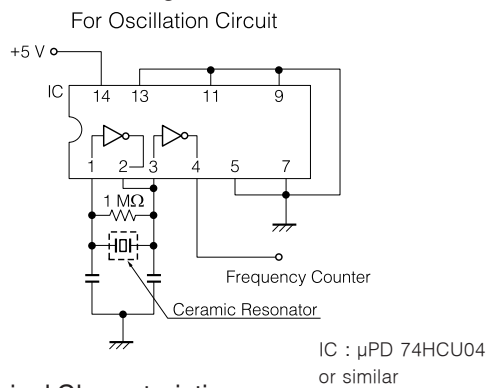 For Oscillation Circuit
+5 V
IC
14 13 11 9
1 2 3 4 5 7
1 MΩ
Frequency Counter
Ceramic Resonator
IC : μPD 74HCU04
or similar